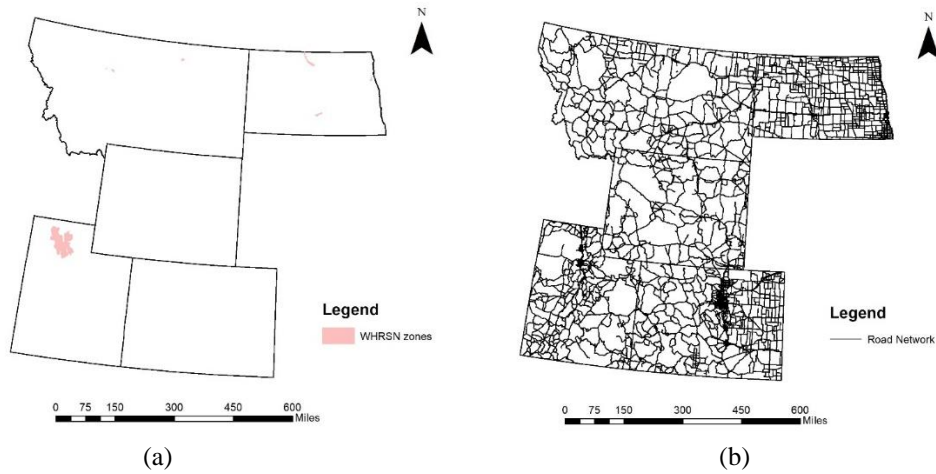 N
Legend
WHRSN zones
0 75 150 300 450 600
Miles
(a)
N
Legend
Road Network
0 75 150 300 450 600
Miles
(b)